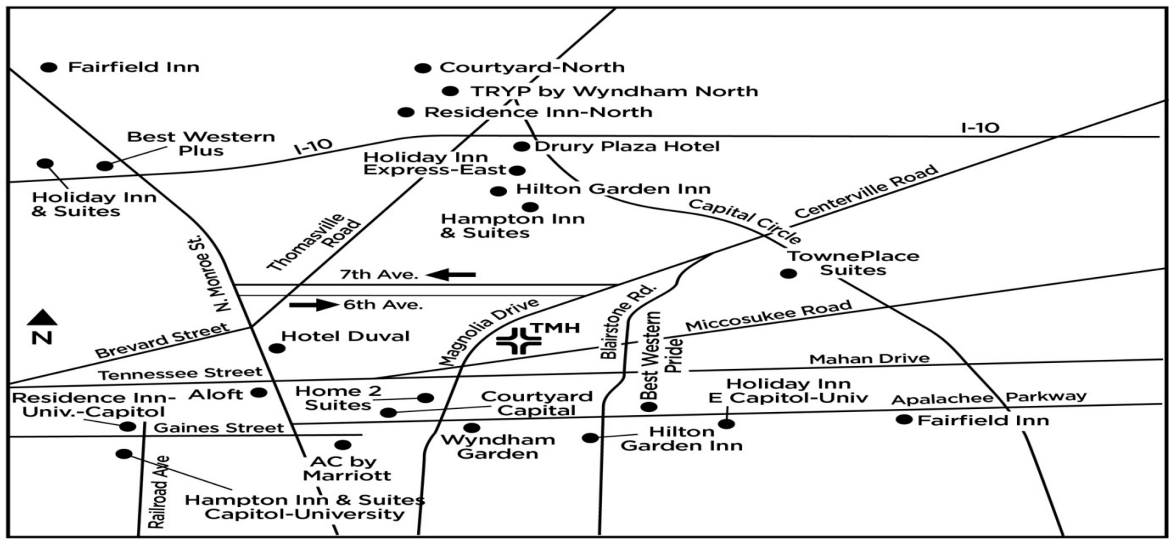 Fairfield Inn
Courtyard-North
TRYP by Wyndham North
Residence Inn-North
I-10
Best Western
Plus
I-10
Drury Plaza Hotel
Holiday Inn
Express-East
Holiday Inn
& Suites
Hilton Garden Inn
Hampton Inn
& Suites
Capital Circle
Centerville Road
Thomasville
Road
N. Monroe St.
TownePlace
Suites
7th Ave.
6th Ave.
N
Brevard Street
Hotel Duval
Magnolia Drive
TMH
Blairstone Rd.
Best Western
Pride
Miccosukee Road
Mahan Drive
Tennessee Street
Residence Inn-
Univ.-Capitol
Aloft
Home 2
Suites
Courtyard
Capital
Holiday Inn
E Capitol-Univ
Apalachee Parkway
Gaines Street
Wyndham
Garden
Hilton
Garden Inn
Fairfield Inn
AC by
Marriott
Railroad Ave
Hampton Inn & Suites
Capitol-University